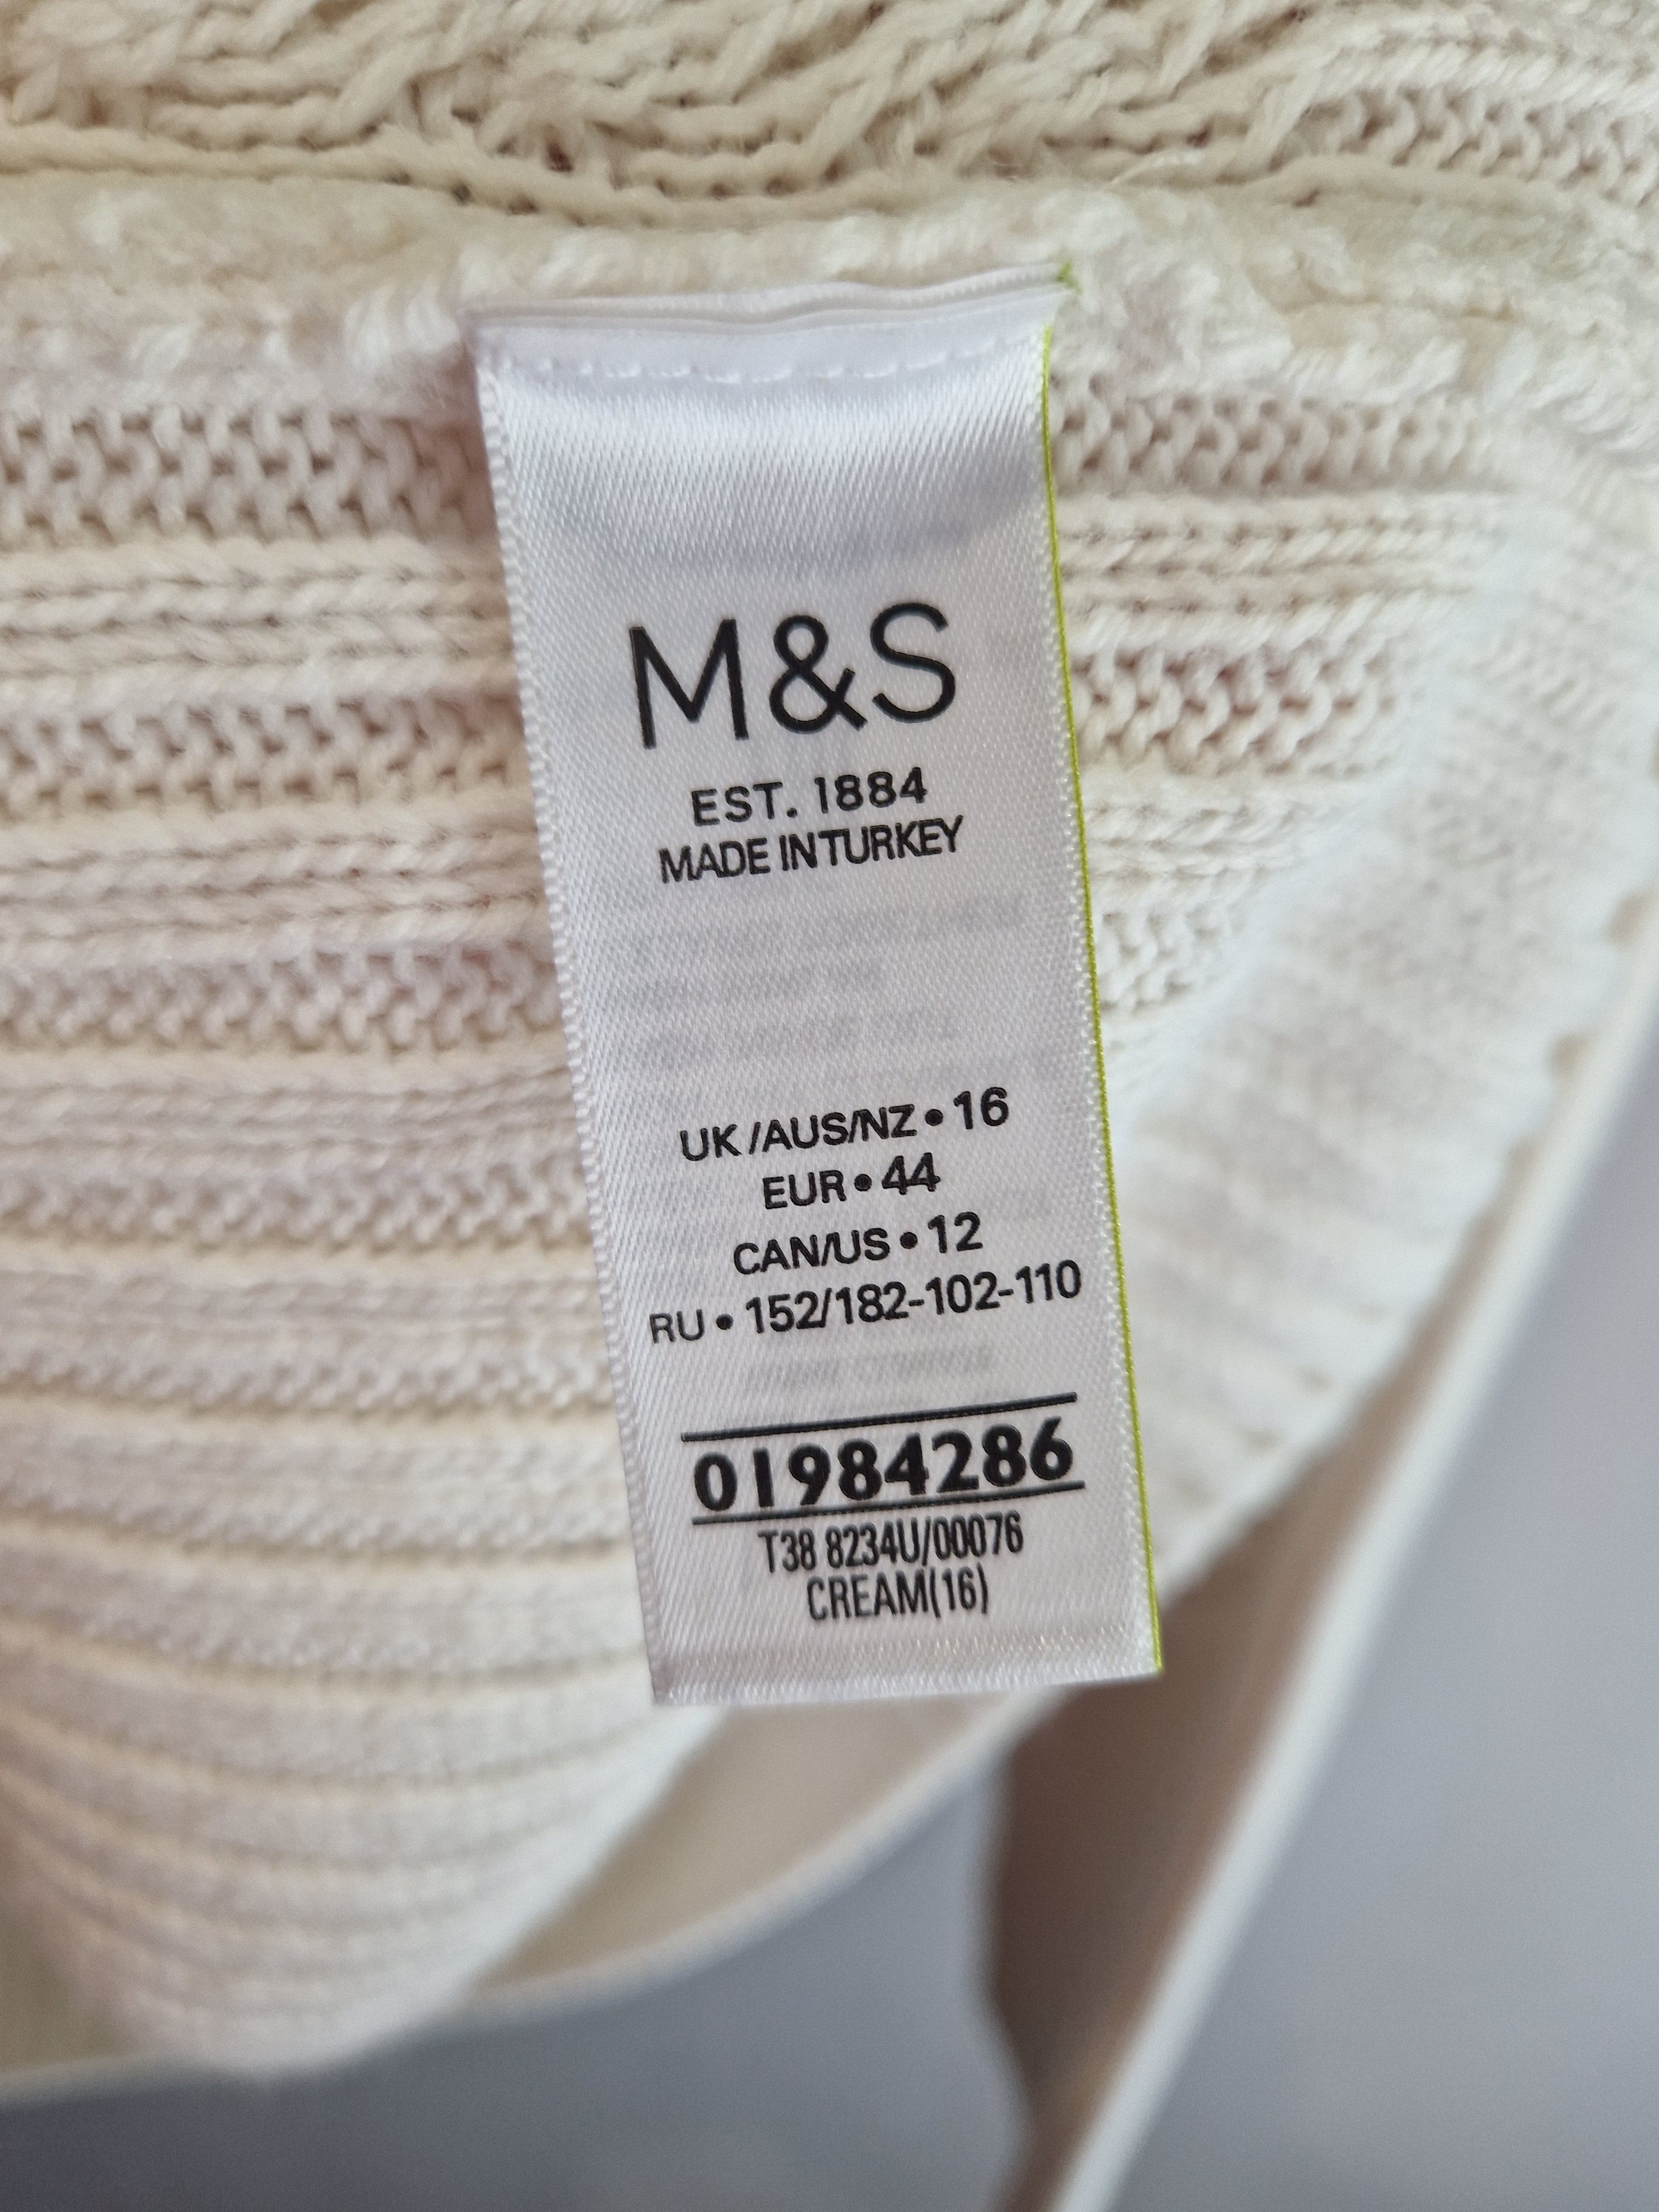 M&S
EST. 1884
MADE IN TURKEY
UK/AUS/NZ • 16
EUR • 44
CAN/US • 12
RU • 152/182-102-110
01984286
T38 8234U/00076
CREAM(16)